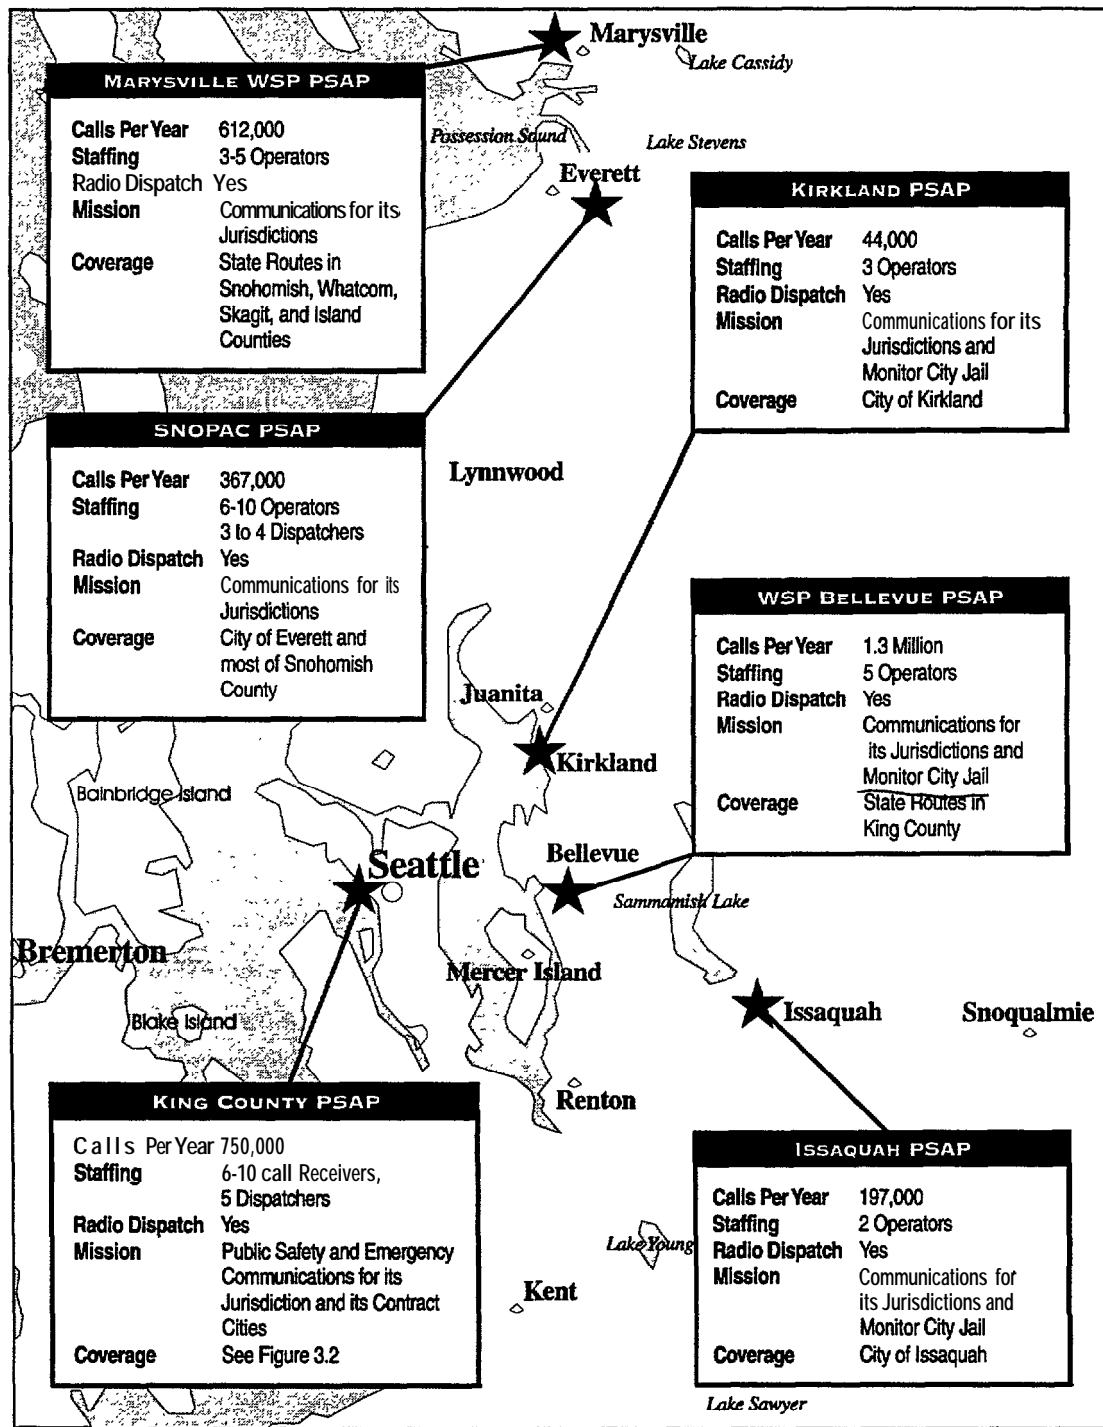 Marysville
Lake Cassidy
MARYSVILLE WSP PSAP
Calls Per Year 612,000
Staffing 3-5 Operators
Radio Dispatch Yes
Mission Communications for its
Jurisdictions
Coverage State Routes in
Snohomish, Whatcom,
Skagit, and Island
Counties
Possession Sound
Lake Stevens
Everett
KIRKLAND PSAP
Calls Per Year 44,000
Staffing 3 Operators
Radio Dispatch Yes
Mission Communications for its
Jurisdictions and
Monitor City Jail
Coverage City of Kirkland
SNOPAC PSAP
Calls Per Year 367,000
Staffing 6-10 Operators
3 to 4 Dispatchers
Radio Dispatch Yes
Mission Communications for its
Jurisdictions
Coverage City of Everett and
most of Snohomish
County
Lynnwood
WSP BELLEVUE PSAP
Calls Per Year 1.3 Million
Staffing 5 Operators
Radio Dispatch Yes
Mission Communications for
its Jurisdictions and
Monitor City Jail
Coverage State Routes in
King County
Juanita
Kirkland
Bainbridge Island
Seattle
Bellevue
Sammamish Lake
Bremerton
Mercer Island
Blake Island
Issaquah
Snoqualmie
Renton
KING COUNTY PSAP
Calls Per Year 750,000
Staffing 6-10 call Receivers,
5 Dispatchers
Radio Dispatch Yes
Mission Public Safety and Emergency
Communications for its
Jurisdiction and its Contract
Cities
Coverage See Figure 3.2
ISSAQUAH PSAP
Calls Per Year 197,000
Staffing 2 Operators
Radio Dispatch Yes
Mission Communications for
its Jurisdictions and
Monitor City Jail
Coverage City of Issaquah
Lake Young
Kent
Lake Sawyer